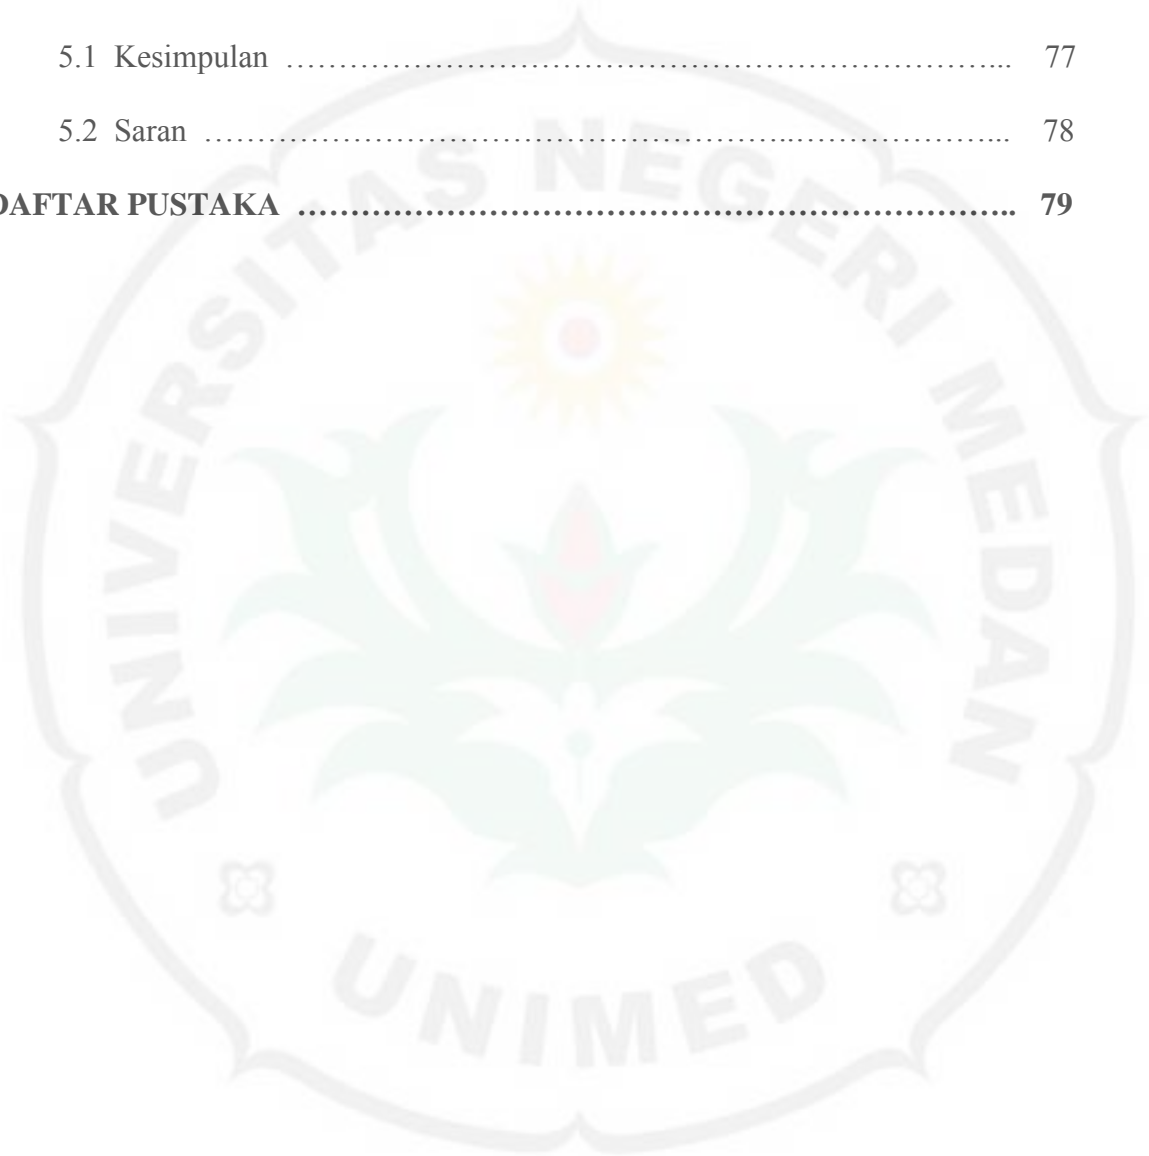 5.1 Kesimpulan ………………………………………………………... 77
5.2 Saran ……………………………………………..………………... 78
DAFTAR PUSTAKA ………………………………………………………….. 79
UNIVERSITAS NEGERI MEDAN
UNIMED